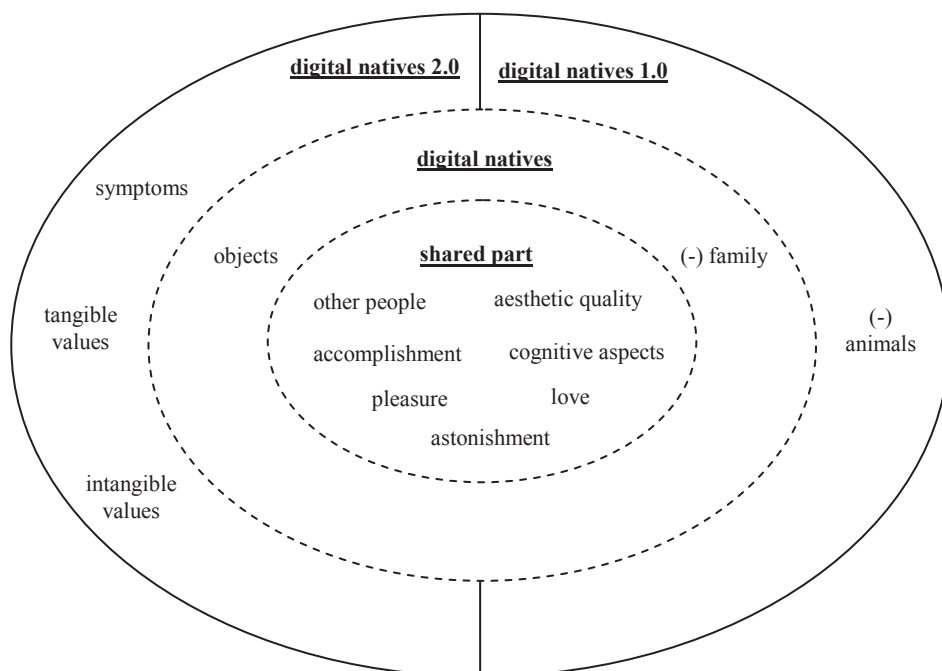 digital natives 2.0
digital natives 1.0
digital natives
symptoms
objects
shared part
(-) family
other people
aesthetic quality
tangible
values
(-)
animals
accomplishment
cognitive aspects
pleasure
love
astonishment
intangible
values